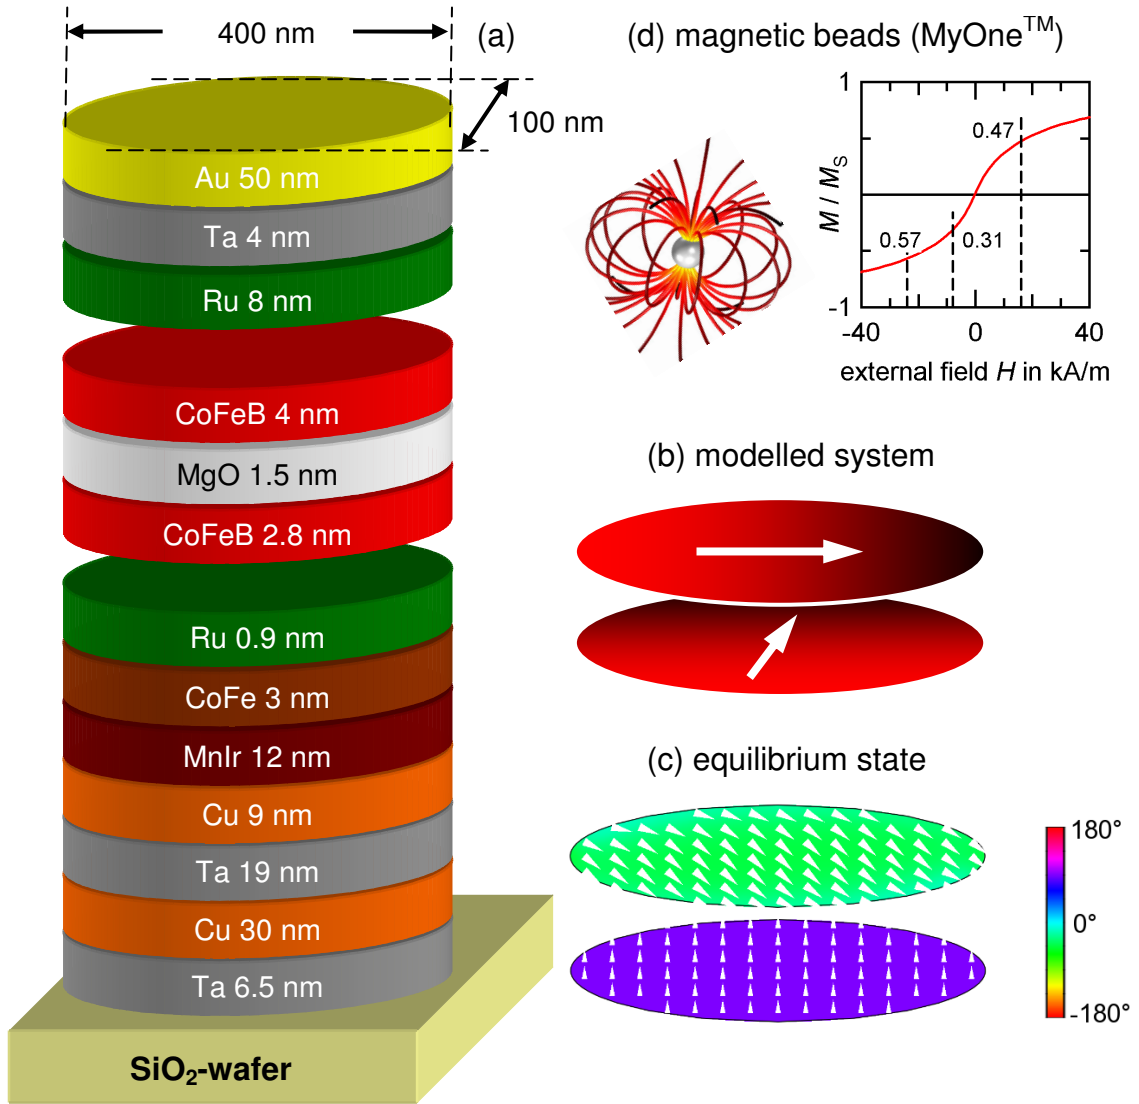 400 nm
(a)
100 nm
Au 50 nm
Ta 4 nm
Ru 8 nm
CoFeB 4 nm
MgO 1.5 nm
CoFeB 2.8 nm
Ru 0.9 nm
CoFe 3 nm
MnIr 12 nm
Cu 9 nm
Ta 19 nm
Cu 30 nm
Ta 6.5 nm
SiO₂-wafer
(d) magnetic beads (MyOne™)
1
M / M_S
0.47
0.57
0.31
-1
-40
0
40
external field H in kA/m
(b) modelled system
(c) equilibrium state
180°
0°
-180°